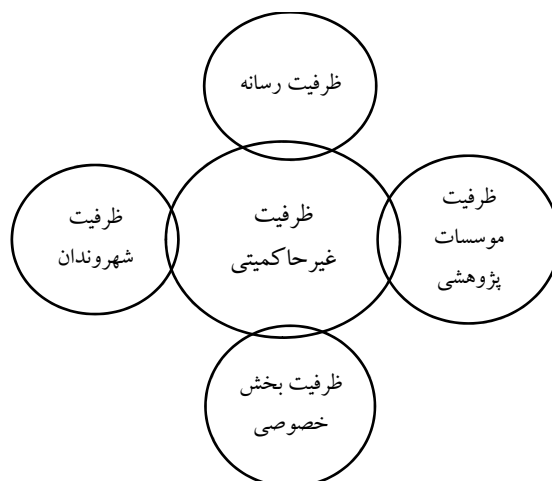 ظرفیت رسانه
ظرفیت
موسسات
پژوهشی
ظرفیت
غیرحاکمیتی
ظرفیت
شهروندان
ظرفیت بخش
خصوصی